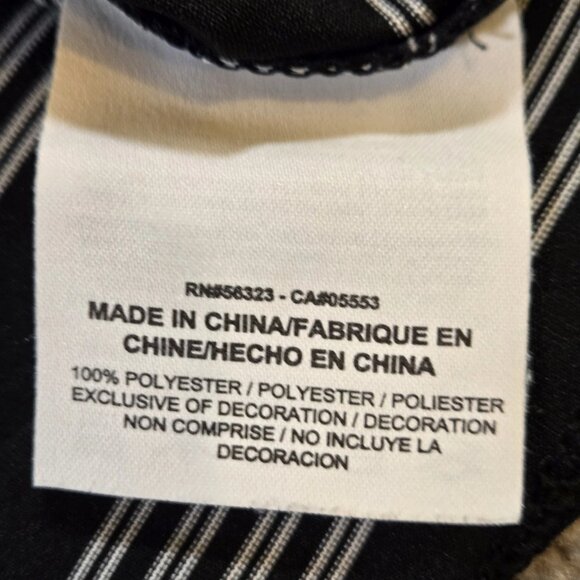 RN#56323 - CA#05553
MADE IN CHINA/FABRIQUE EN
CHINE/HECHO EN CHINA
100% POLYESTER / POLYESTER / POLIESTER
EXCLUSIVE OF DECORATION / DECORATION
NON COMPRISE / NO INCLUYE LA
DECORACION